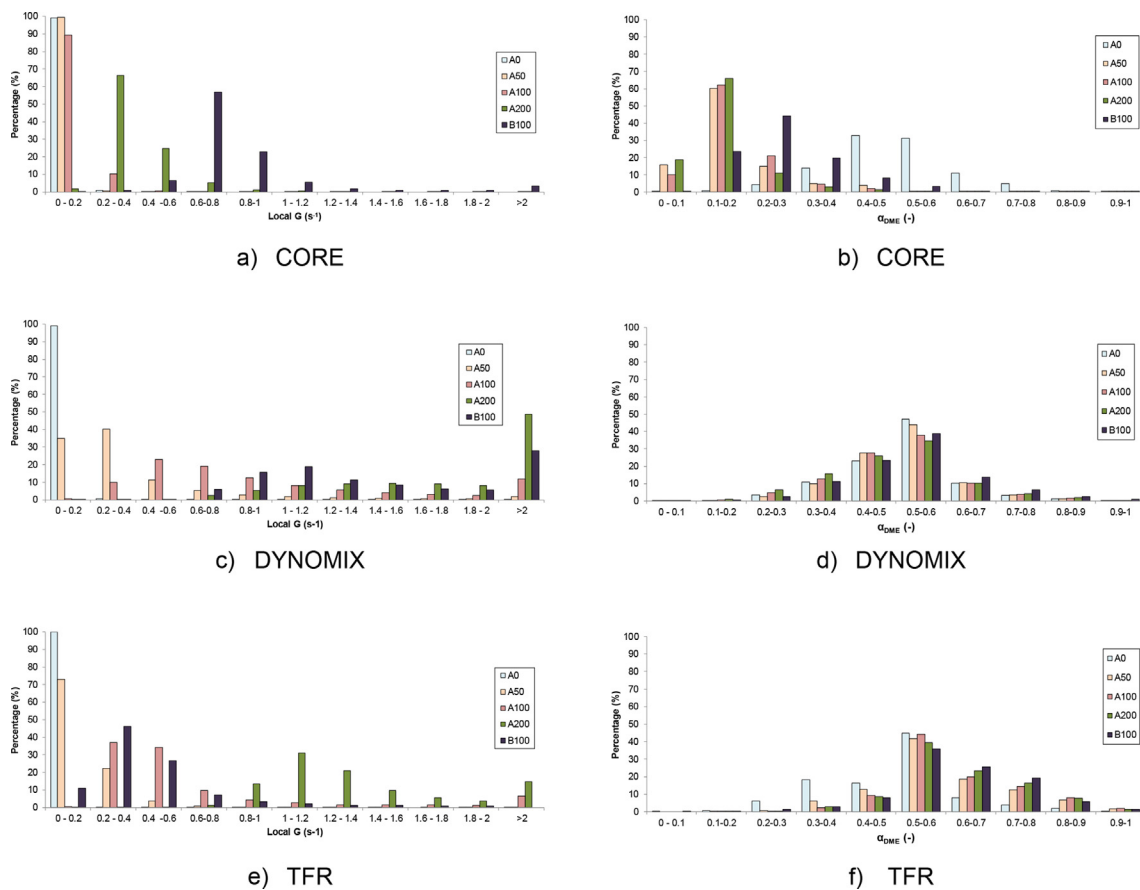 100
90
80
70
60
50
40
30
20
10
0
Percentage (%)
0 - 0.2 0.2 - 0.4 0.4 -0.6 0.6-0.8 0.8-1 1 - 1.2 1.2 - 1.4 1.4 - 1.6 1.6 - 1.8 1.8 - 2 >2
Local G (s-1)
A0
A50
A100
A200
B100
a) CORE
100
90
80
70
60
50
40
30
20
10
0
Percentage (%)
0 - 0.1 0.1-0.2 0.2-0.3 0.3-0.4 0.4-0.5 0.5-0.6 0.6-0.7 0.7-0.8 0.8-0.9 0.9-1
αDME (-)
A0
A50
A100
A200
B100
b) CORE
100
90
80
70
60
50
40
30
20
10
0
Percentage (%)
0 - 0.2 0.2 - 0.4 0.4 -0.6 0.6-0.8 0.8-1 1 - 1.2 1.2 - 1.4 1.4 - 1.6 1.6 - 1.8 1.8 - 2 >2
Local G (s-1)
A0
A50
A100
A200
B100
c) DYNOMIX
100
90
80
70
60
50
40
30
20
10
0
Percentage (%)
0 - 0.1 0.1-0.2 0.2-0.3 0.3-0.4 0.4-0.5 0.5-0.6 0.6-0.7 0.7-0.8 0.8-0.9 0.9-1
αDME (-)
A0
A50
A100
A200
B100
d) DYNOMIX
100
90
80
70
60
50
40
30
20
10
0
Percentage (%)
0 - 0.2 0.2 - 0.4 0.4 -0.6 0.6-0.8 0.8-1 1 - 1.2 1.2 - 1.4 1.4 - 1.6 1.6 - 1.8 1.8 - 2 >2
Local G (s-1)
A0
A50
A100
A200
B100
e) TFR
100
90
80
70
60
50
40
30
20
10
0
Percentage (%)
0 - 0.1 0.1-0.2 0.2-0.3 0.3-0.4 0.4-0.5 0.5-0.6 0.6-0.7 0.7-0.8 0.8-0.9 0.9-1
αDME (-)
A0
A50
A100
A200
B100
f) TFR